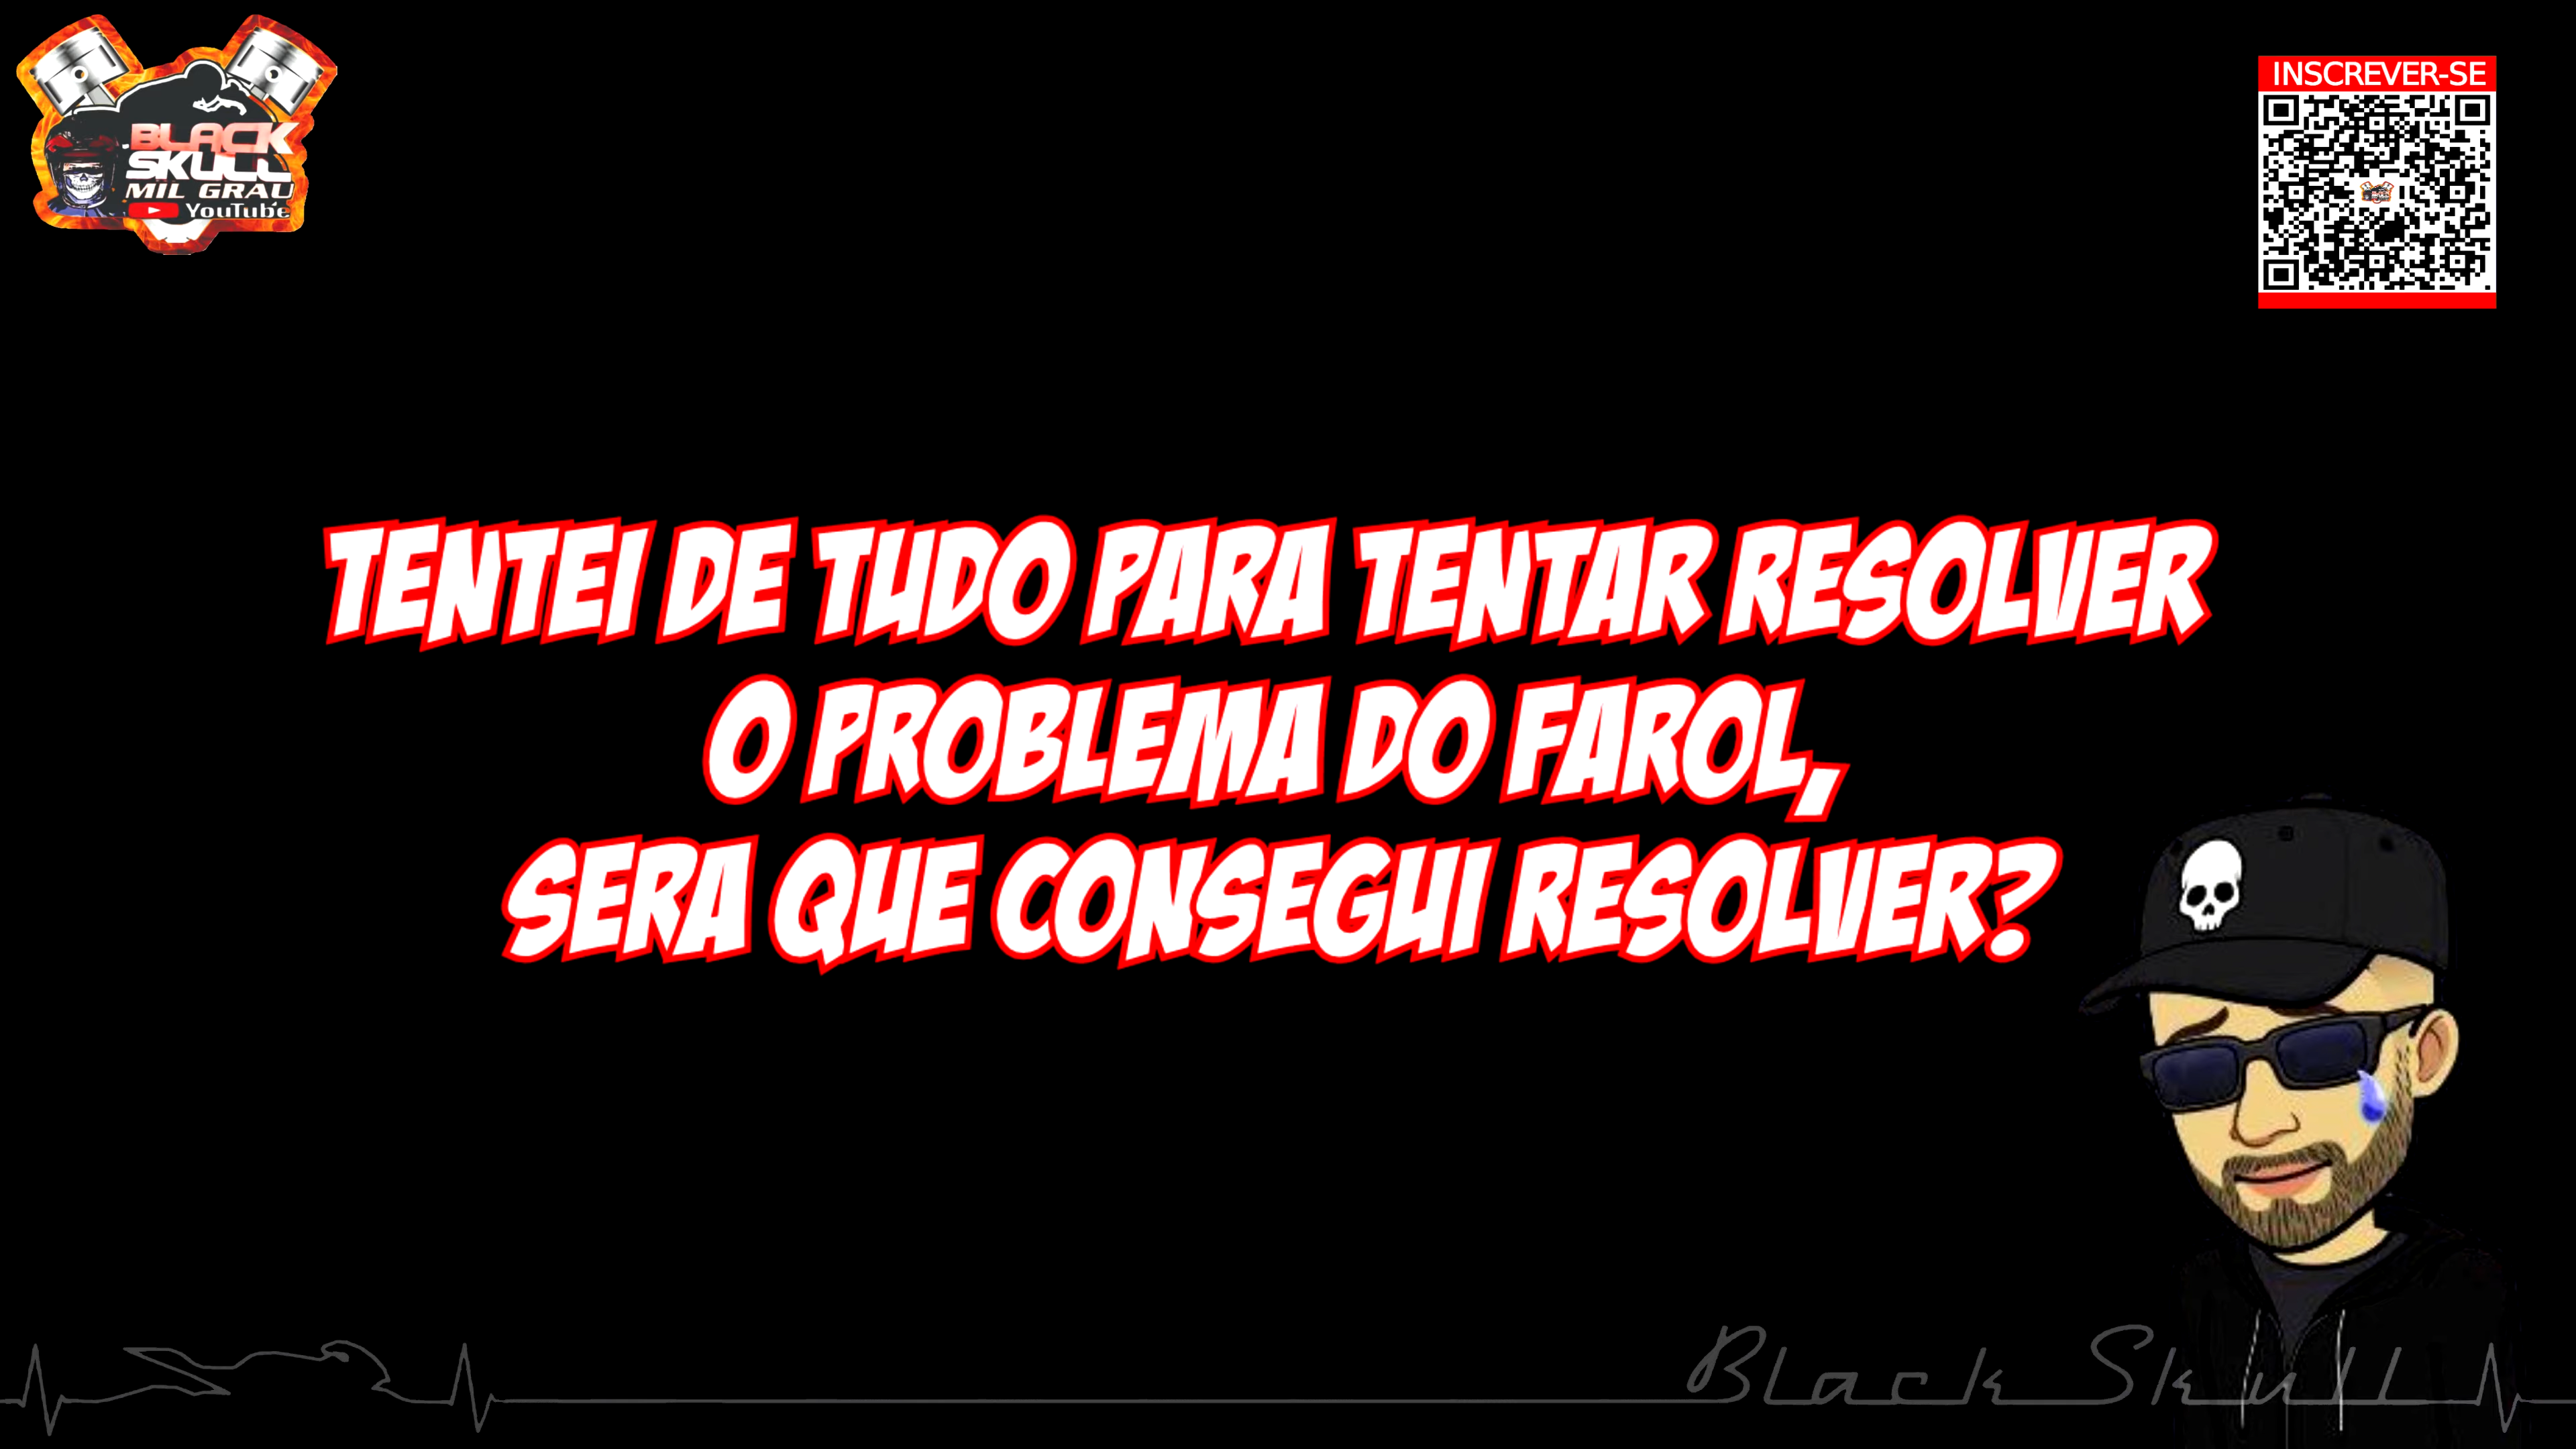 BLACK
SKULL
MIL GRAU
YouTube
INSCREVER-SE
TENTEI DE TUDO PARA TENTAR RESOLVER
O PROBLEMA DO FAROL,
SERA QUE CONSEGUI RESOLVER?
Black Skull